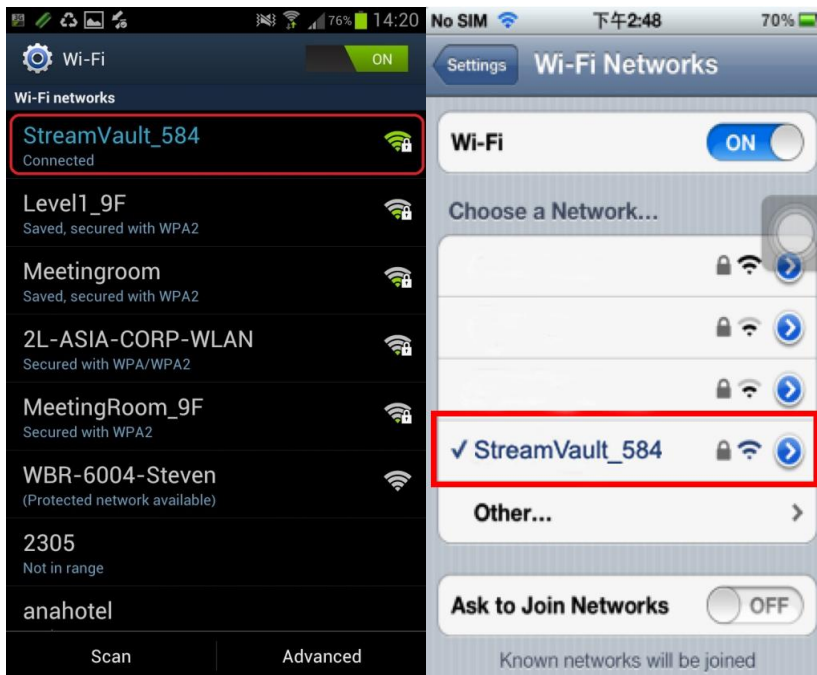 76% 14:20
Wi-Fi
ON
Wi-Fi networks
StreamVault_584
Connected
Level1_9F
Saved, secured with WPA2
Meetingroom
Saved, secured with WPA2
2L-ASIA-CORP-WLAN
Secured with WPA/WPA2
MeetingRoom_9F
Secured with WPA2
WBR-6004-Steven
(Protected network available)
2305
Not in range
anahotel
Scan
Advanced
No SIM 下午2:48 70%
Settings
Wi-Fi Networks
Wi-Fi
ON
Choose a Network...
✓ StreamVault_584
Other...
Ask to Join Networks
OFF
Known networks will be joined